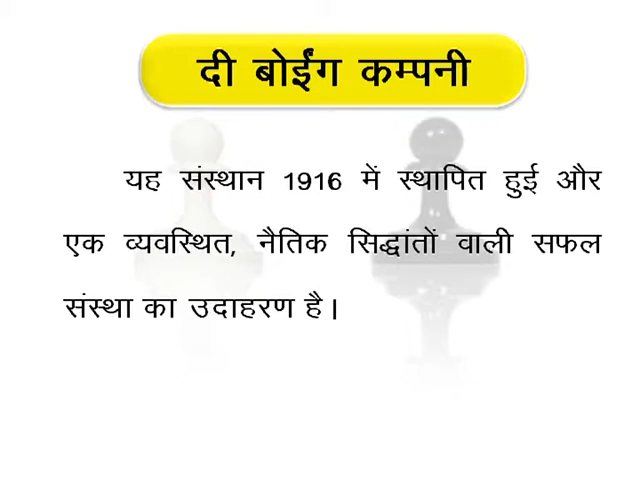 दी बोईंग कम्पनी
यह संस्थान 1916 में स्थापित हुई और
एक व्यवस्थित, नैतिक सिद्धांतों वाली सफल
संस्था का उदाहरण है।